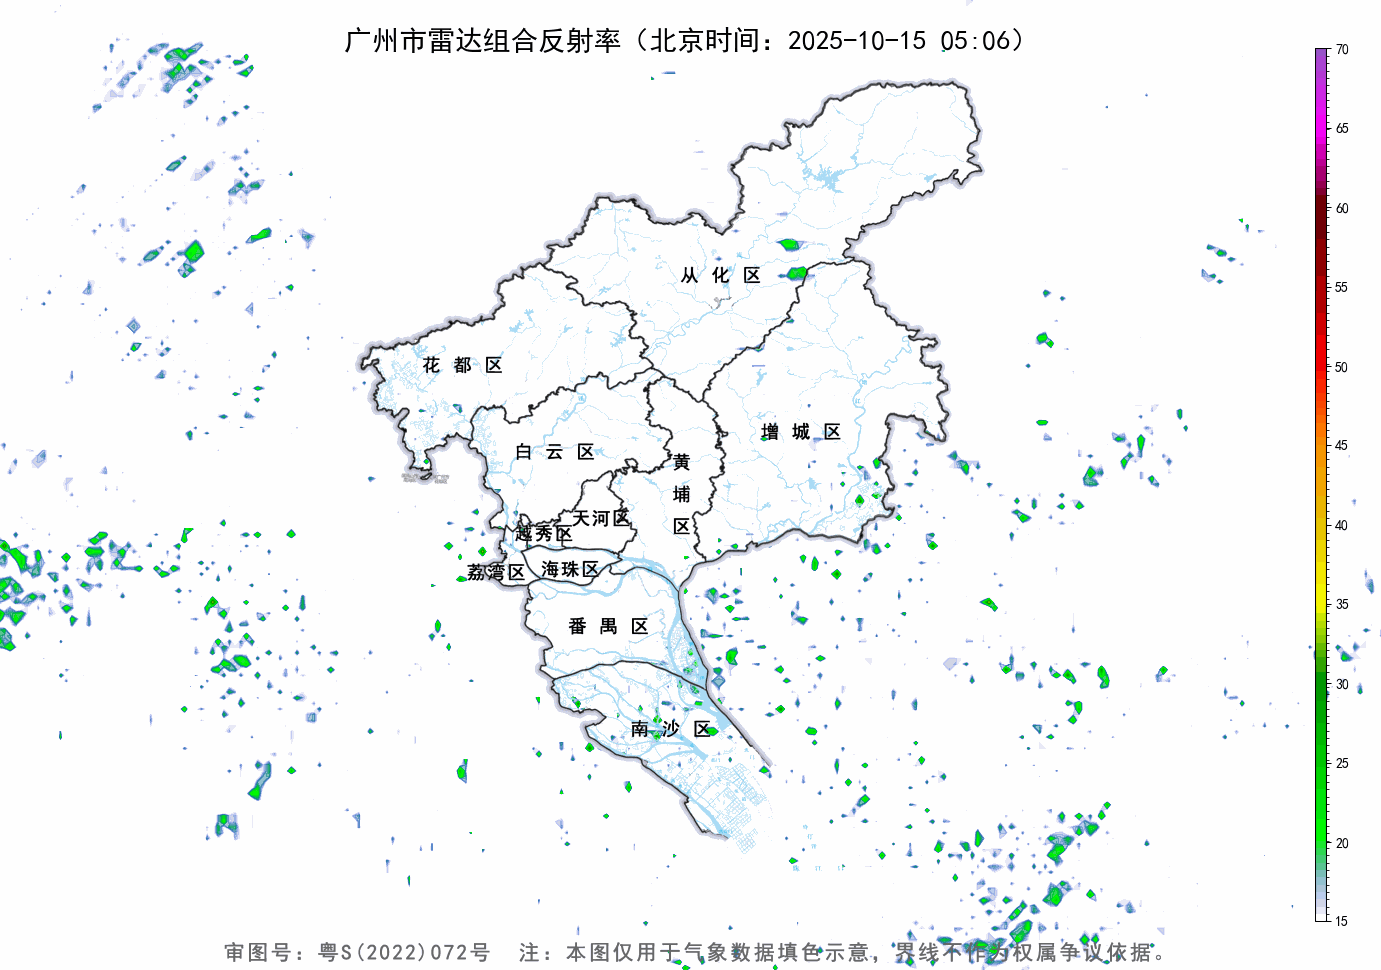 广州市雷达组合反射率（北京时间：2025-10-15 05:06）
70
65
60
55
50
45
40
35
30
25
20
15
从化区
花都区
增城区
白云区
黄埔区
天河区
越秀区
荔湾区
海珠区
番禺区
南沙区
审图号：粤S(2022)072号　注：本图仅用于气象数据填色示意，界线不作为权属争议依据。